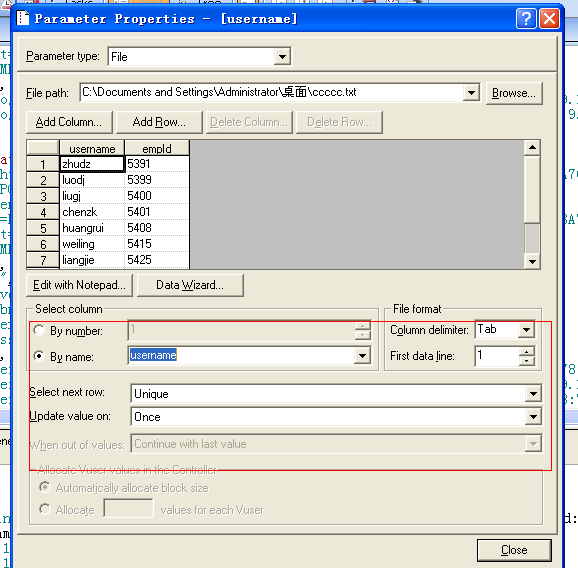 Parameter Properties - [username]
Parameter type: File
File path: C:\Documents and Settings\Administrator\桌面\ccccc.txt Browse...
Add Column... Add Row... Delete Column... Delete Row...
username empId
1 zhudz 5391
2 luodj 5399
3 liugj 5400
4 chenzk 5401
5 huangrui 5408
6 weiling 5415
7 liangjie 5425
Edit with Notepad... Data Wizard...
Select column File format
By number: 1 Column delimiter: Tab
By name: username First data line: 1
Select next row: Unique
Update value on: Once
When out of values: Continue with last value
Allocate Vuser values in the Controller
Automatically allocate block size
Allocate values for each Vuser
Close